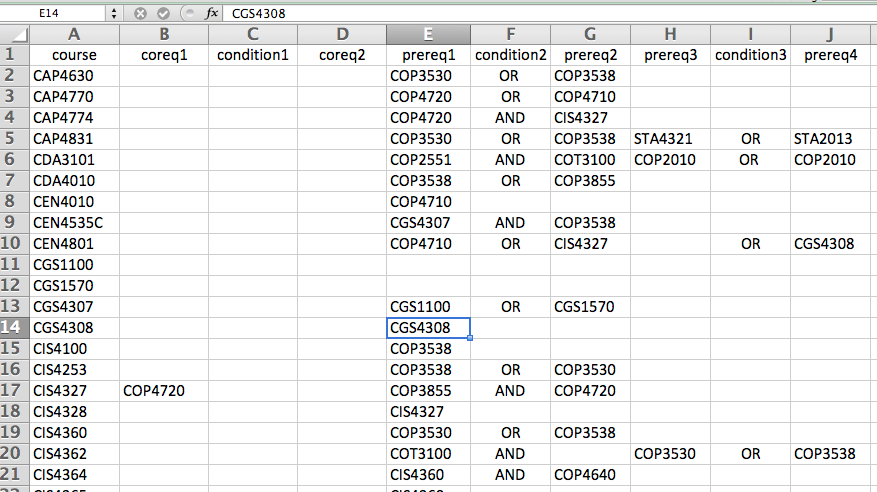 E14 fx CGS4308
A B C D E F G H I J
1 course coreq1 condition1 coreq2 prereq1 condition2 prereq2 prereq3 condition3 prereq4
2 CAP4630 COP3530 OR COP3538
3 CAP4770 COP4720 OR COP4710
4 CAP4774 COP4720 AND CIS4327
5 CAP4831 COP3530 OR COP3538 STA4321 OR STA2013
6 CDA3101 COP2551 AND COT3100 COP2010 OR COP2010
7 CDA4010 COP3538 OR COP3855
8 CEN4010 COP4710
9 CEN4535C CGS4307 AND COP3538
10 CEN4801 COP4710 OR CIS4327 OR CGS4308
11 CGS1100
12 CGS1570
13 CGS4307 CGS1100 OR CGS1570
14 CGS4308 CGS4308
15 CIS4100 COP3538
16 CIS4253 COP3538 OR COP3530
17 CIS4327 COP4720 COP3855 AND COP4720
18 CIS4328 CIS4327
19 CIS4360 COP3530 OR COP3538
20 CIS4362 COT3100 AND COP3530 OR COP3538
21 CIS4364 CIS4360 AND COP4640